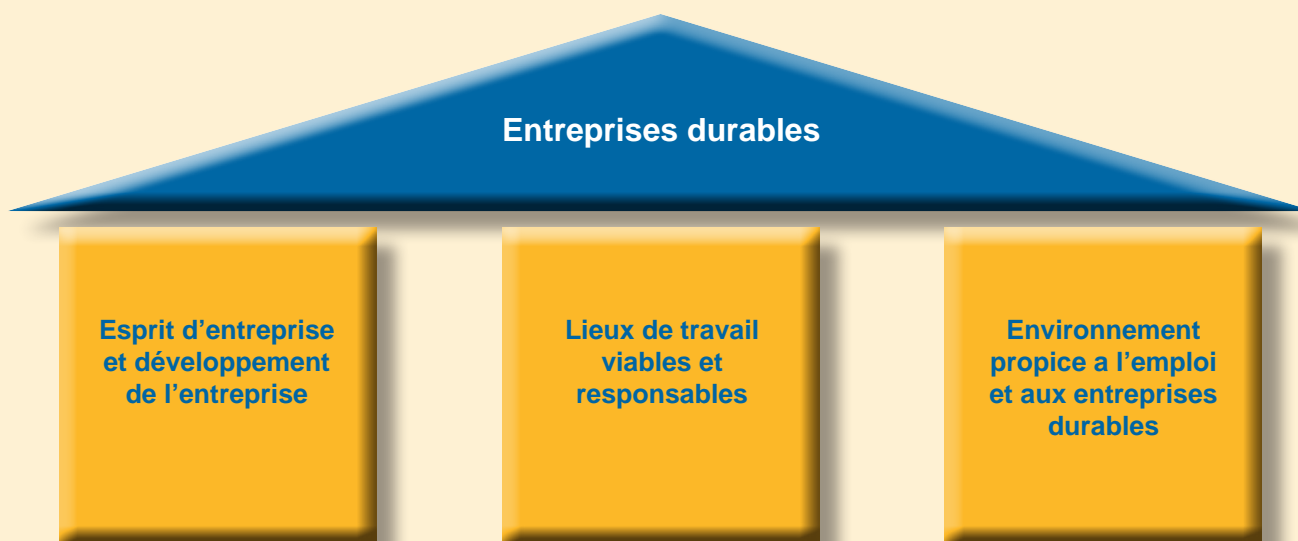 Entreprises durables
Esprit d’entreprise
et développement
de l’entreprise
Lieux de travail
viables et
responsables
Environnement
propice a l’emploi
et aux entreprises
durables